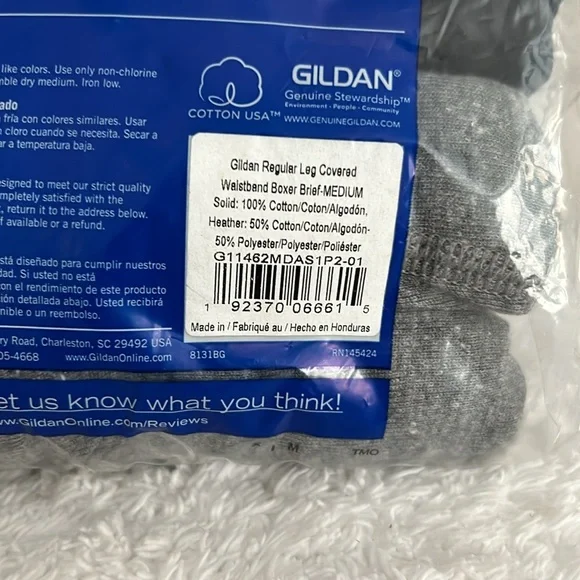 like colors. Use only non-chlorine
mble dry medium. Iron low.
ado
fría con colores similares. Usar
n cloro cuando se necesita. Secar a
r a temperatura baja.
esigned to meet our strict quality
ompletely satisfied with the
, return it to the address below.
f available or a refund.
está diseñado para cumplir nuestros
dad. Si usted no está
con el rendimiento de este producto
ción detallada abajo. Usted recibirá
nible o un reembolso.
ry Road, Charleston, SC 29492 USA
05-4668 www.GildanOnline.com
COTTON USA™
GILDAN®
Genuine Stewardship™
Environment - People - Community
WWW.GENUINEGILDAN.COM
Gildan Regular Leg Covered
Waistband Boxer Brief-MEDIUM
Solid: 100% Cotton/Coton/Algodón,
Heather: 50% Cotton/Coton/Algodón-
50% Polyester/Polyester/Poliéster
G11462MDAS1P2-01
1 92370 06661 5
Made in / Fabriqué au / Hecho en Honduras
8131BG RN145424
et us know what you think!
ww.GildanOnline.com/Reviews
M
TMO